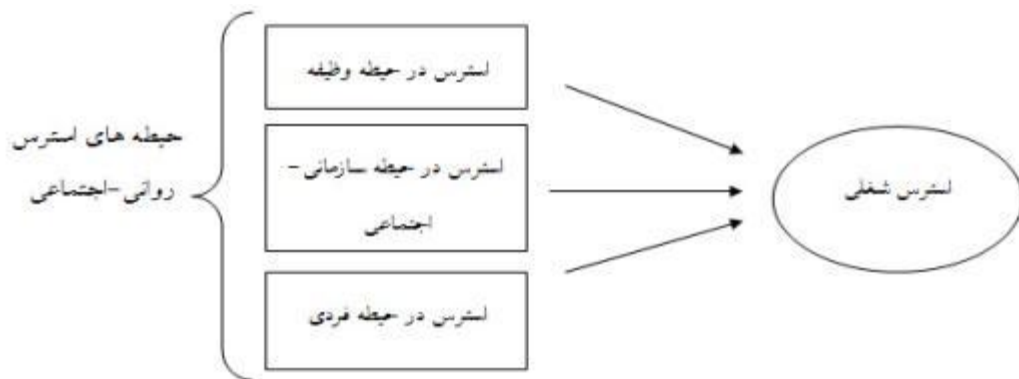 حیطه های استرس
روانی-اجتماعی
استرس در حیطه وظیفه
استرس در حیطه سازمانی-
اجتماعی
استرس در حیطه فردی
استرس شغلی